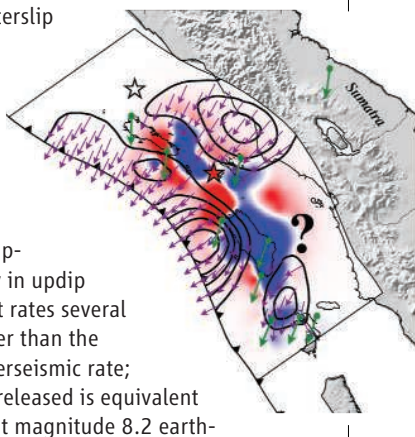 terslip
Sumatra
?
p-
in updip
t rates several
er than the
erseismic rate;
released is equivalent
t magnitude 8.2 earth-